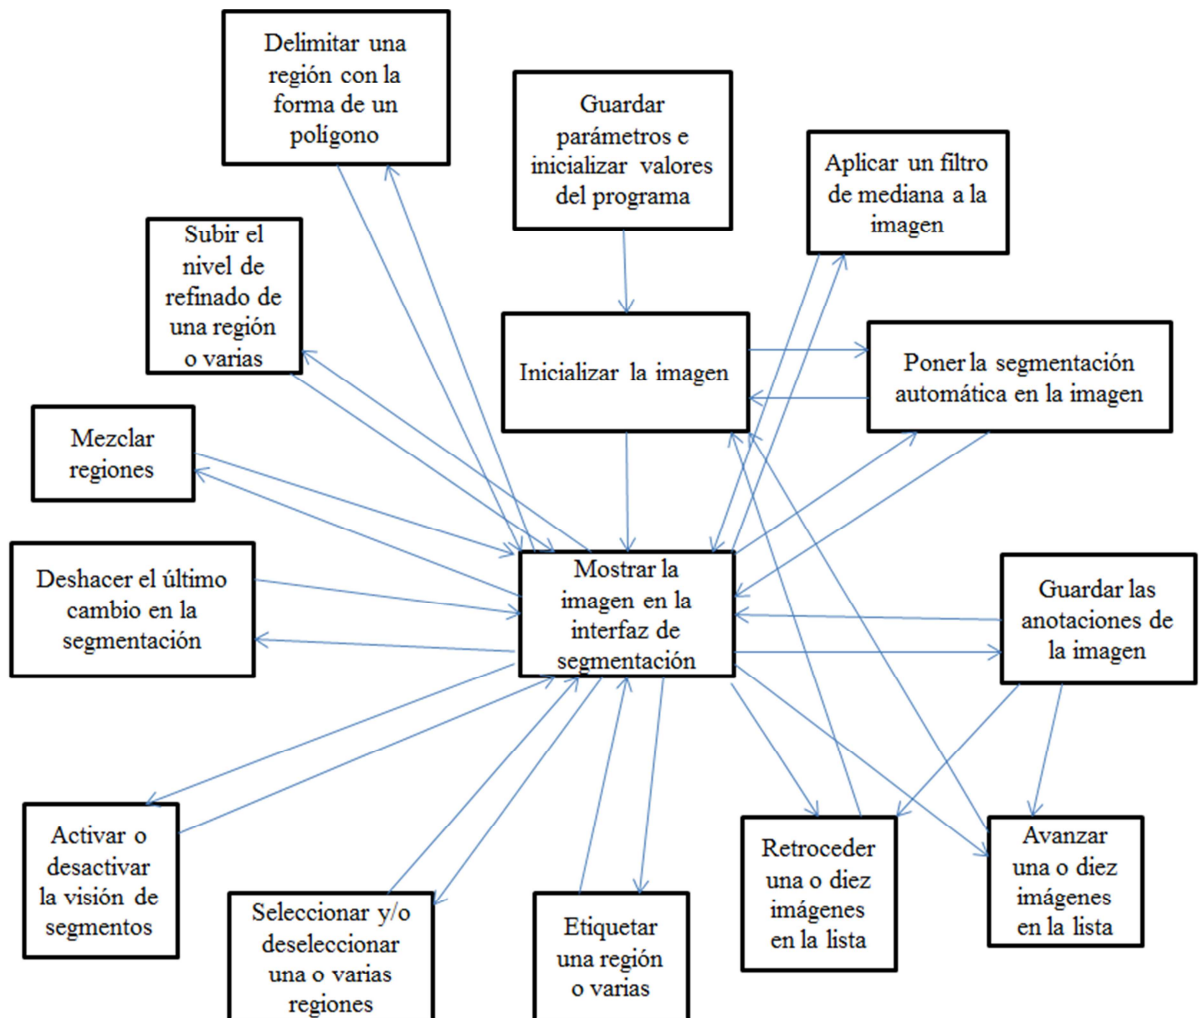 Delimitar una
región con la
forma de un
polígono
Guardar
parámetros e
inicializar valores
del programa
Aplicar un filtro
de mediana a la
imagen
Subir el
nivel de
refinado de
una región
o varias
Inicializar la imagen
Poner la segmentación
automática en la imagen
Mezclar
regiones
Deshacer el último
cambio en la
segmentación
Mostrar la
imagen en la
interfaz de
segmentación
Guardar las
anotaciones de
la imagen
Activar o
desactivar
la visión de
segmentos
Seleccionar y/o
deseleccionar
una o varias
regiones
Etiquetar
una región
o varias
Retroceder
una o diez
imágenes
en la lista
Avanzar
una o diez
imágenes
en la lista